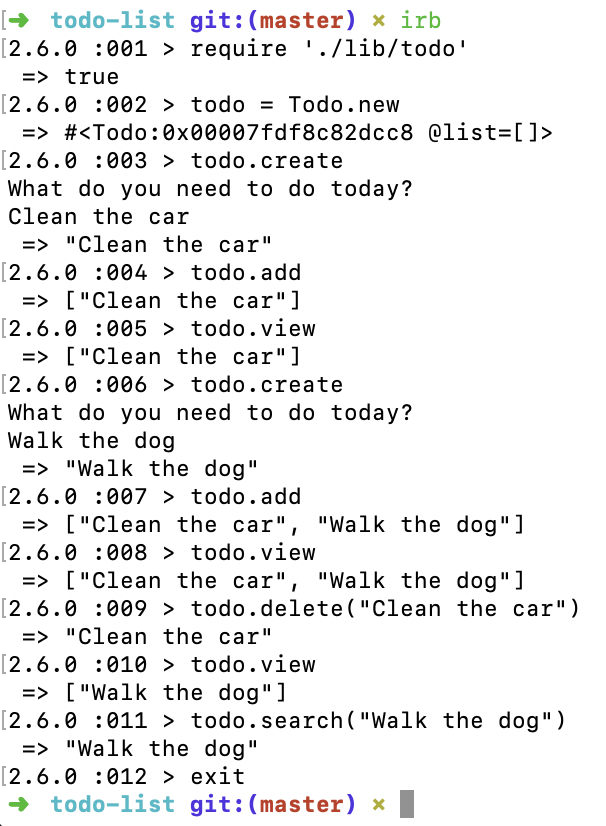 [➜  todo-list git:(master) × irb
[2.6.0 :001 > require './lib/todo'
 => true
[2.6.0 :002 > todo = Todo.new
 => #<Todo:0x00007fdf8c82dcc8 @list=[]>
[2.6.0 :003 > todo.create
What do you need to do today?
Clean the car
 => "Clean the car"
[2.6.0 :004 > todo.add
 => ["Clean the car"]
[2.6.0 :005 > todo.view
 => ["Clean the car"]
[2.6.0 :006 > todo.create
What do you need to do today?
Walk the dog
 => "Walk the dog"
[2.6.0 :007 > todo.add
 => ["Clean the car", "Walk the dog"]
[2.6.0 :008 > todo.view
 => ["Clean the car", "Walk the dog"]
[2.6.0 :009 > todo.delete("Clean the car")
 => "Clean the car"
[2.6.0 :010 > todo.view
 => ["Walk the dog"]
[2.6.0 :011 > todo.search("Walk the dog")
 => "Walk the dog"
[2.6.0 :012 > exit
➜  todo-list git:(master) ×